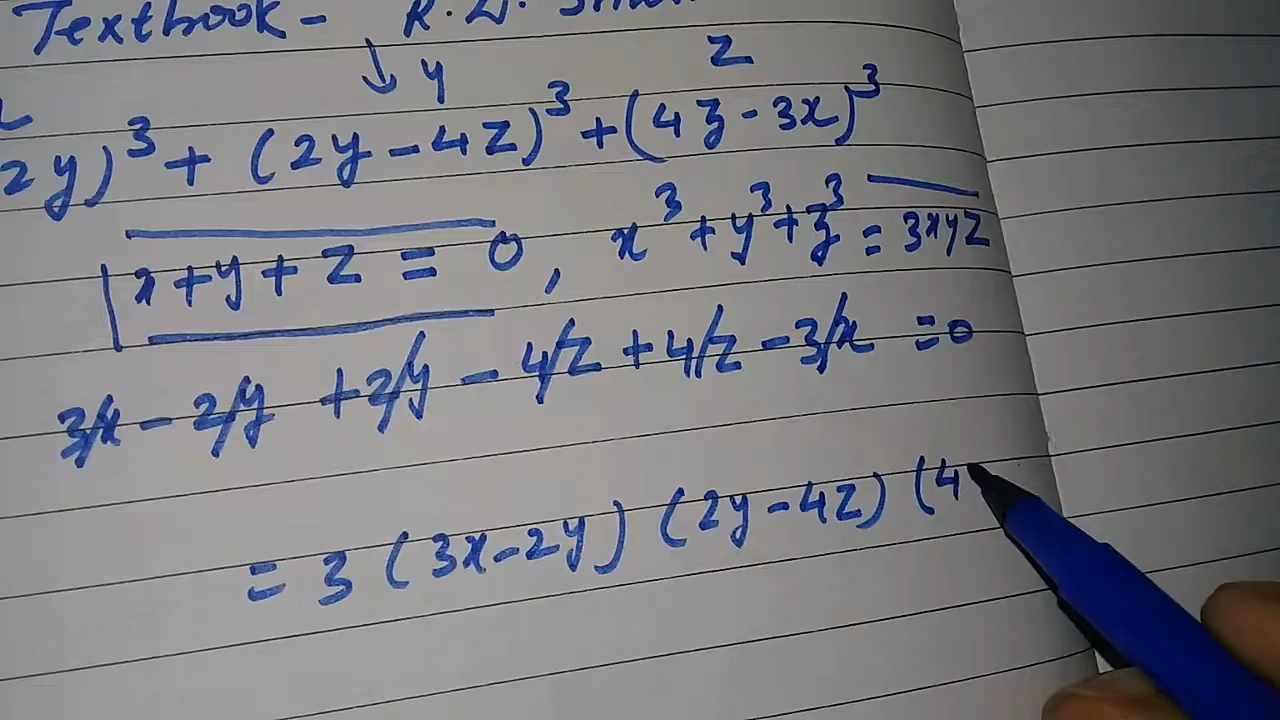 Textbook - R.D.
y z
2y)³ + (2y - 4z)³ + (4z - 3x)³
x + y + z = 0, x³ + y³ + z³ = 3xyz
3x - 2y + 2y - 4z + 4z - 3x = 0
= 3 (3x - 2y) (2y - 4z) (4